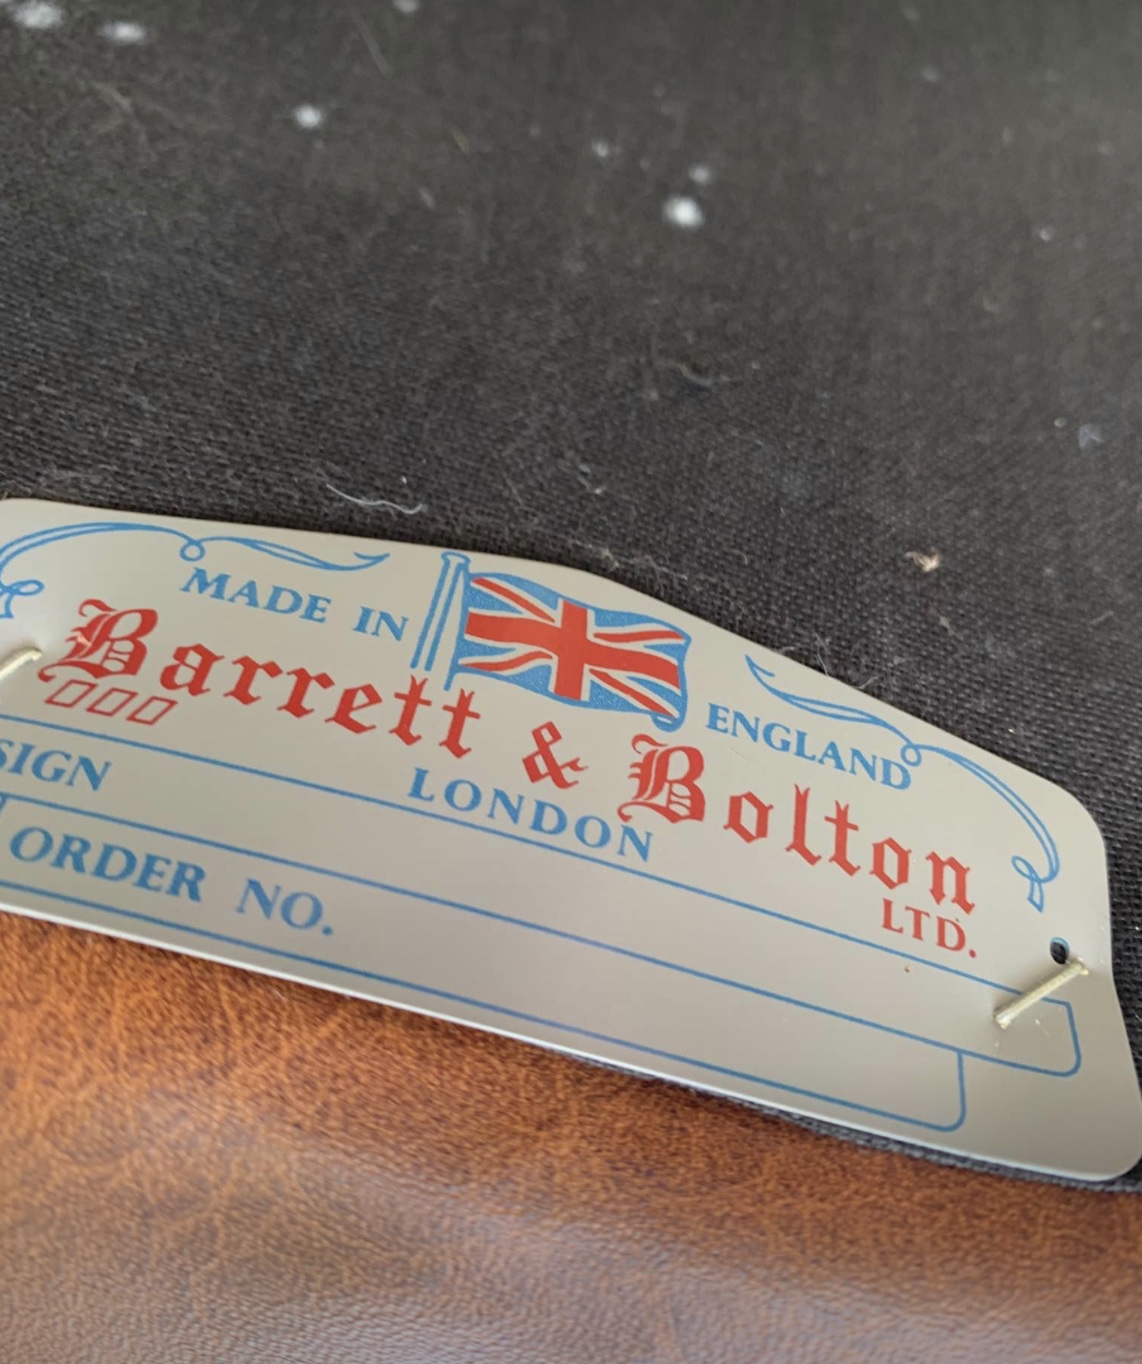 MADE IN ENGLAND
Barrett & Bolton
□□□ LTD.
LONDON
SIGN
ORDER NO.